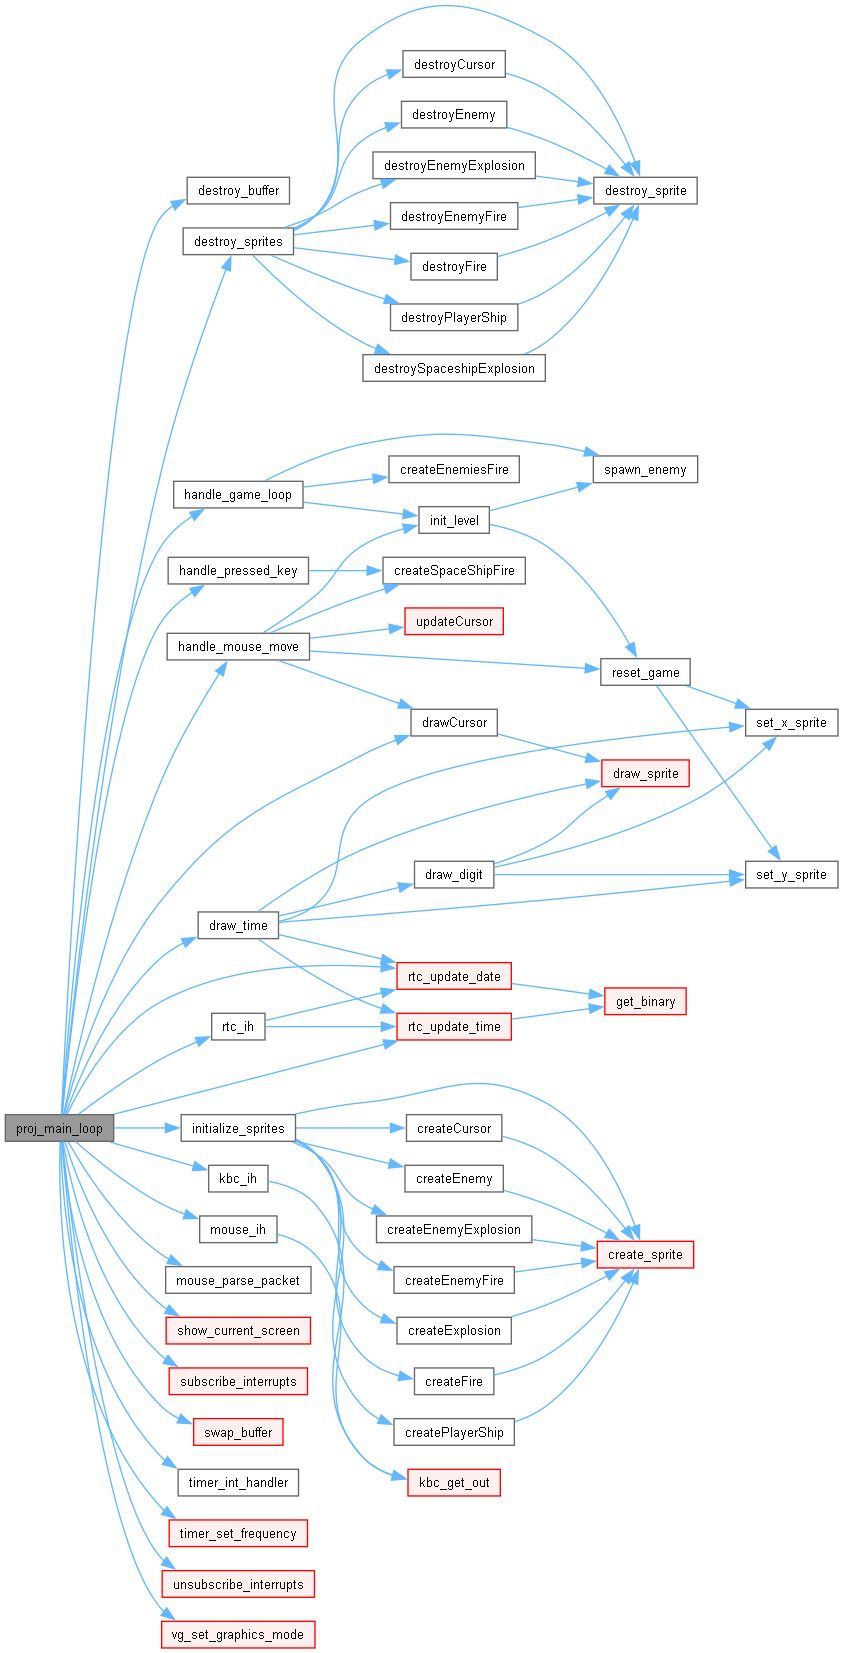 destroyCursor
destroyEnemy
destroyEnemyExplosion
destroy_buffer
destroy_sprite
destroyEnemyFire
destroy_sprites
destroyFire
destroyPlayerShip
destroySpaceshipExplosion
createEnemiesFire
spawn_enemy
handle_game_loop
init_level
handle_pressed_key
createSpaceShipFire
updateCursor
handle_mouse_move
reset_game
drawCursor
set_x_sprite
draw_sprite
draw_digit
set_y_sprite
draw_time
rtc_update_date
get_binary
rtc_ih
rtc_update_time
proj_main_loop
initialize_sprites
createCursor
kbc_ih
createEnemy
mouse_ih
createEnemyExplosion
create_sprite
mouse_parse_packet
createEnemyFire
show_current_screen
createExplosion
subscribe_interrupts
createFire
swap_buffer
createPlayerShip
timer_int_handler
kbc_get_out
timer_set_frequency
unsubscribe_interrupts
vg_set_graphics_mode